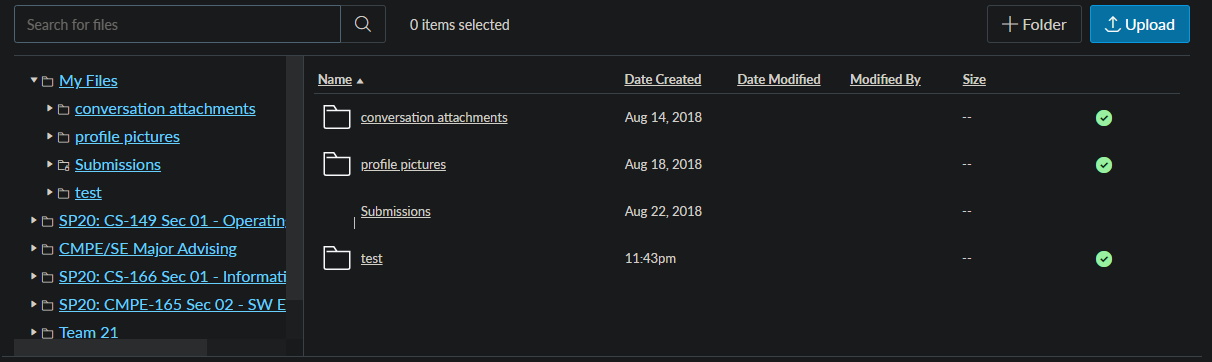 Search for files
0 items selected
Folder
Upload
My Files
conversation attachments
profile pictures
Submissions
test
SP20: CS-149 Sec 01 - Operating
CMPE/SE Major Advising
SP20: CS-166 Sec 01 - Informati
SP20: CMPE-165 Sec 02 - SW E
Team 21
Name Date Created Date Modified Modified By Size
conversation attachments Aug 14, 2018 --
profile pictures Aug 18, 2018 --
Submissions Aug 22, 2018 --
test 11:43pm --